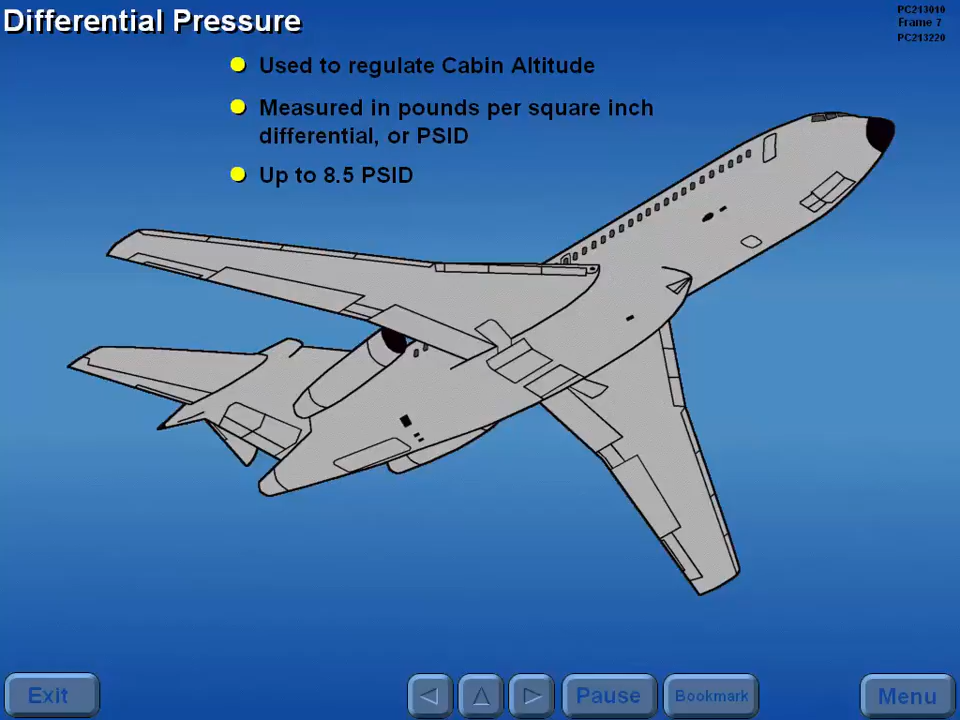 Differential Pressure
PC213010
Frame 7
PC213220
Used to regulate Cabin Altitude
Measured in pounds per square inch
differential, or PSID
Up to 8.5 PSID
Exit
Pause
Bookmark
Menu